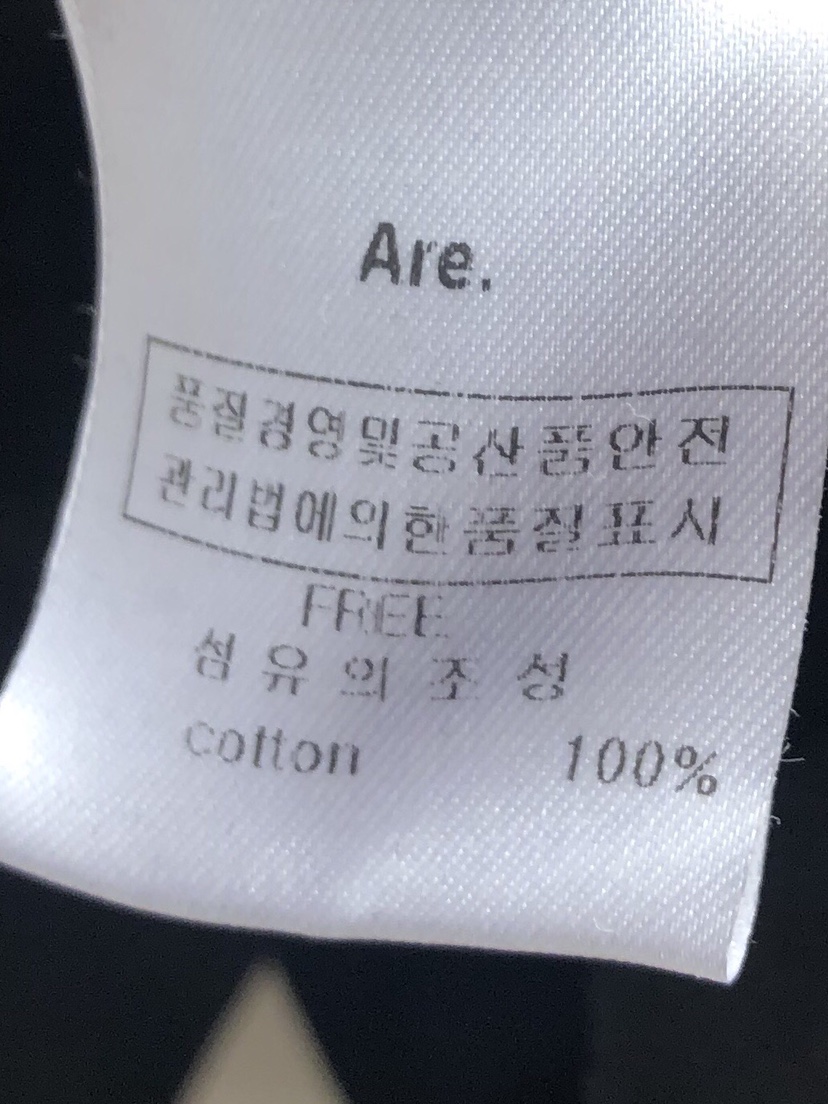 Are.
품질경영및공산품안전
관리법에의한품질표시
FREE
섬유의조성
cotton 100%